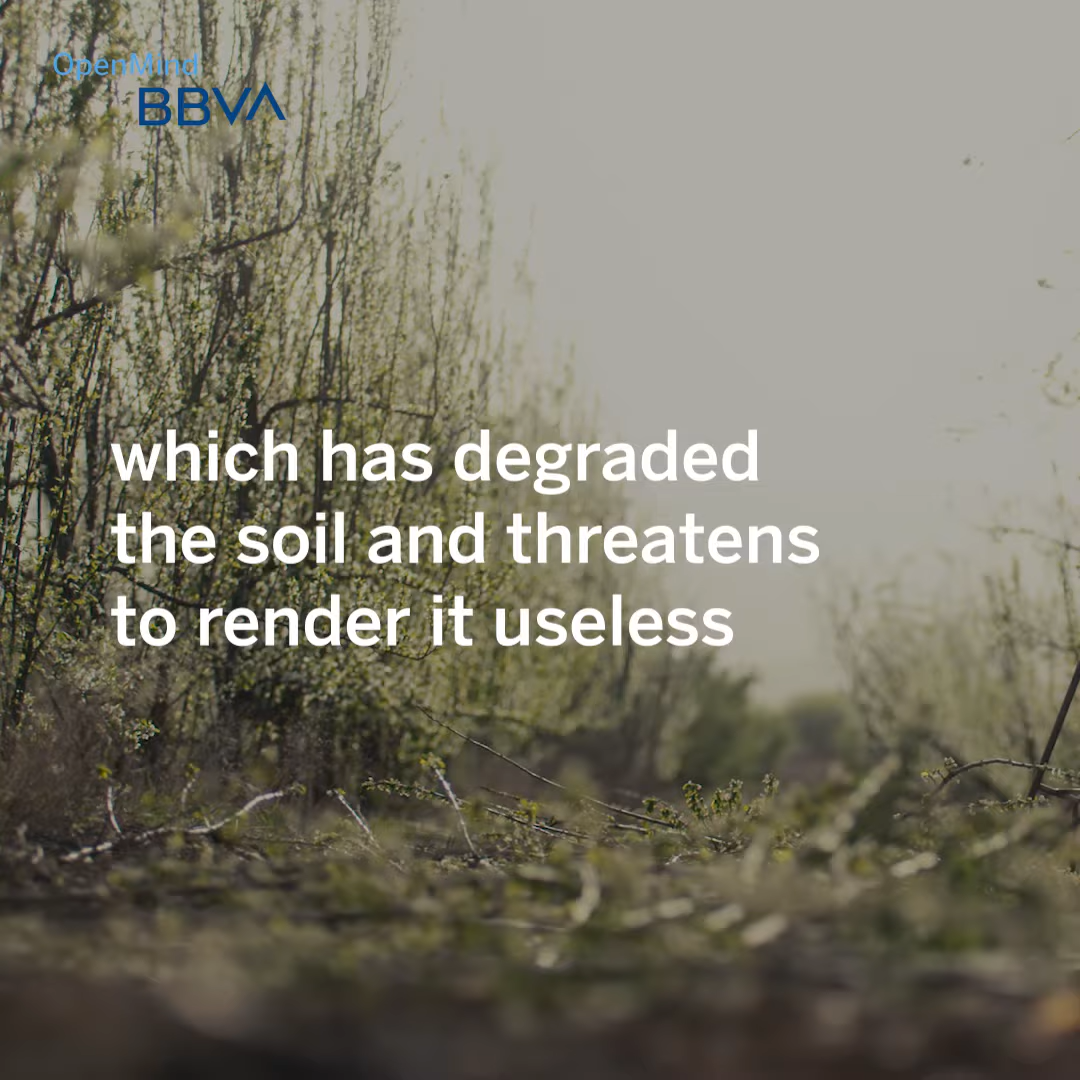 OpenMind
BBVA
which has degraded
the soil and threatens
to render it useless